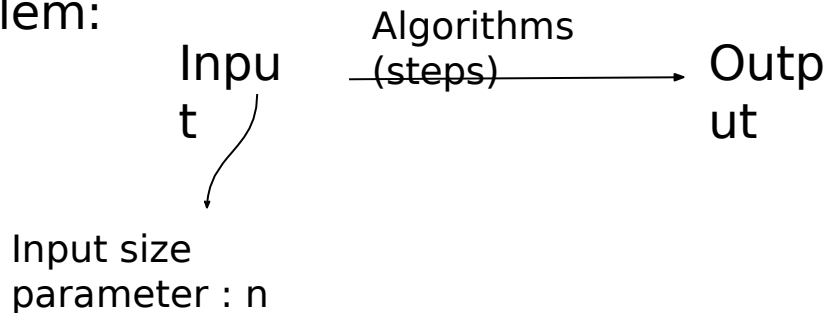 lem:
Algorithms
(steps)
Inpu
t
Outp
ut
Input size
parameter : n